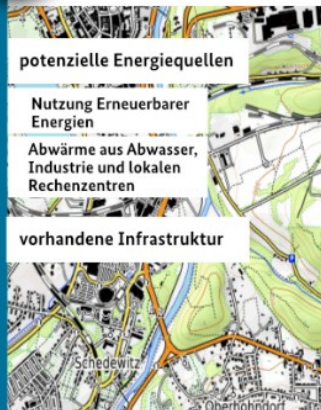 potenzielle Energiequellen
Nutzung Erneuerbarer
Energien
Abwärme aus Abwasser,
Industrie und lokalen
Rechenzentren
vorhandene Infrastruktur
Schedewitz
Oberhohndorf